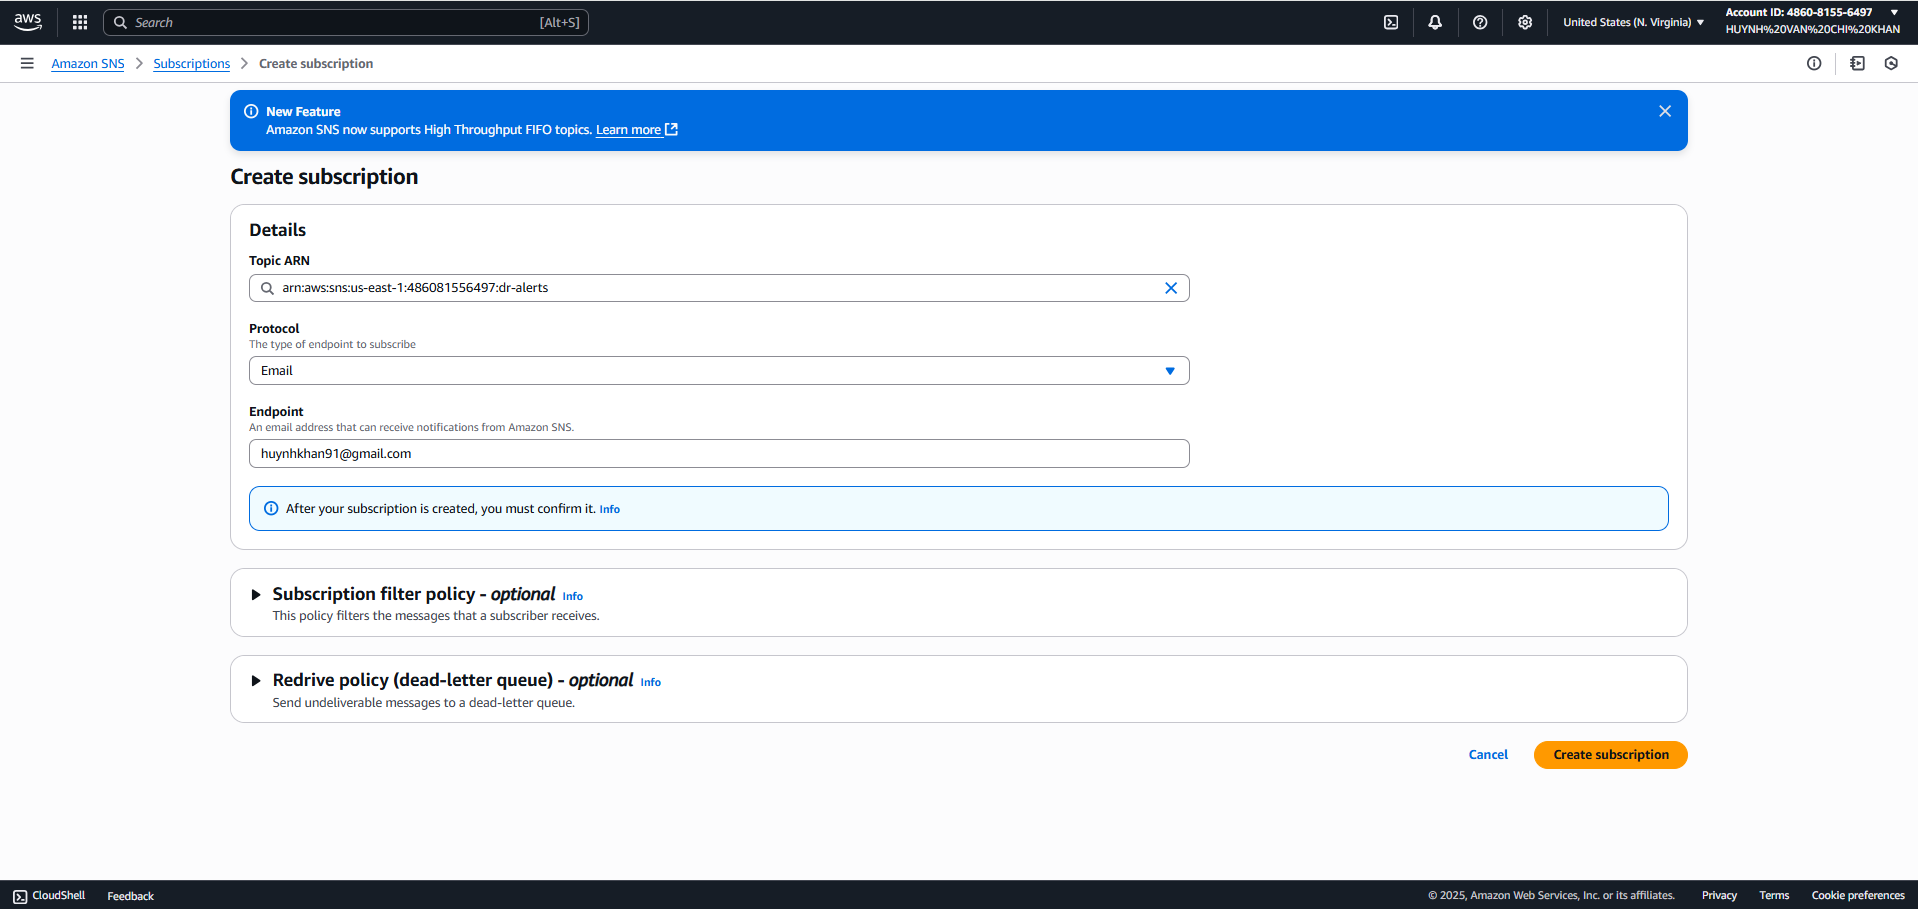 aws
Search [Alt+S]
United States (N. Virginia)
Account ID: 4860-8155-6497
HUYNH%20VAN%20CHI%20KHAN
Amazon SNS
Subscriptions
Create subscription
New Feature
Amazon SNS now supports High Throughput FIFO topics. Learn more
Create subscription
Details
Topic ARN
arn:aws:sns:us-east-1:486081556497:dr-alerts
Protocol
The type of endpoint to subscribe
Email
Endpoint
An email address that can receive notifications from Amazon SNS.
huynhkhan91@gmail.com
After your subscription is created, you must confirm it. Info
Subscription filter policy - optional Info
This policy filters the messages that a subscriber receives.
Redrive policy (dead-letter queue) - optional Info
Send undeliverable messages to a dead-letter queue.
Cancel
Create subscription
CloudShell
Feedback
© 2025, Amazon Web Services, Inc. or its affiliates.
Privacy
Terms
Cookie preferences